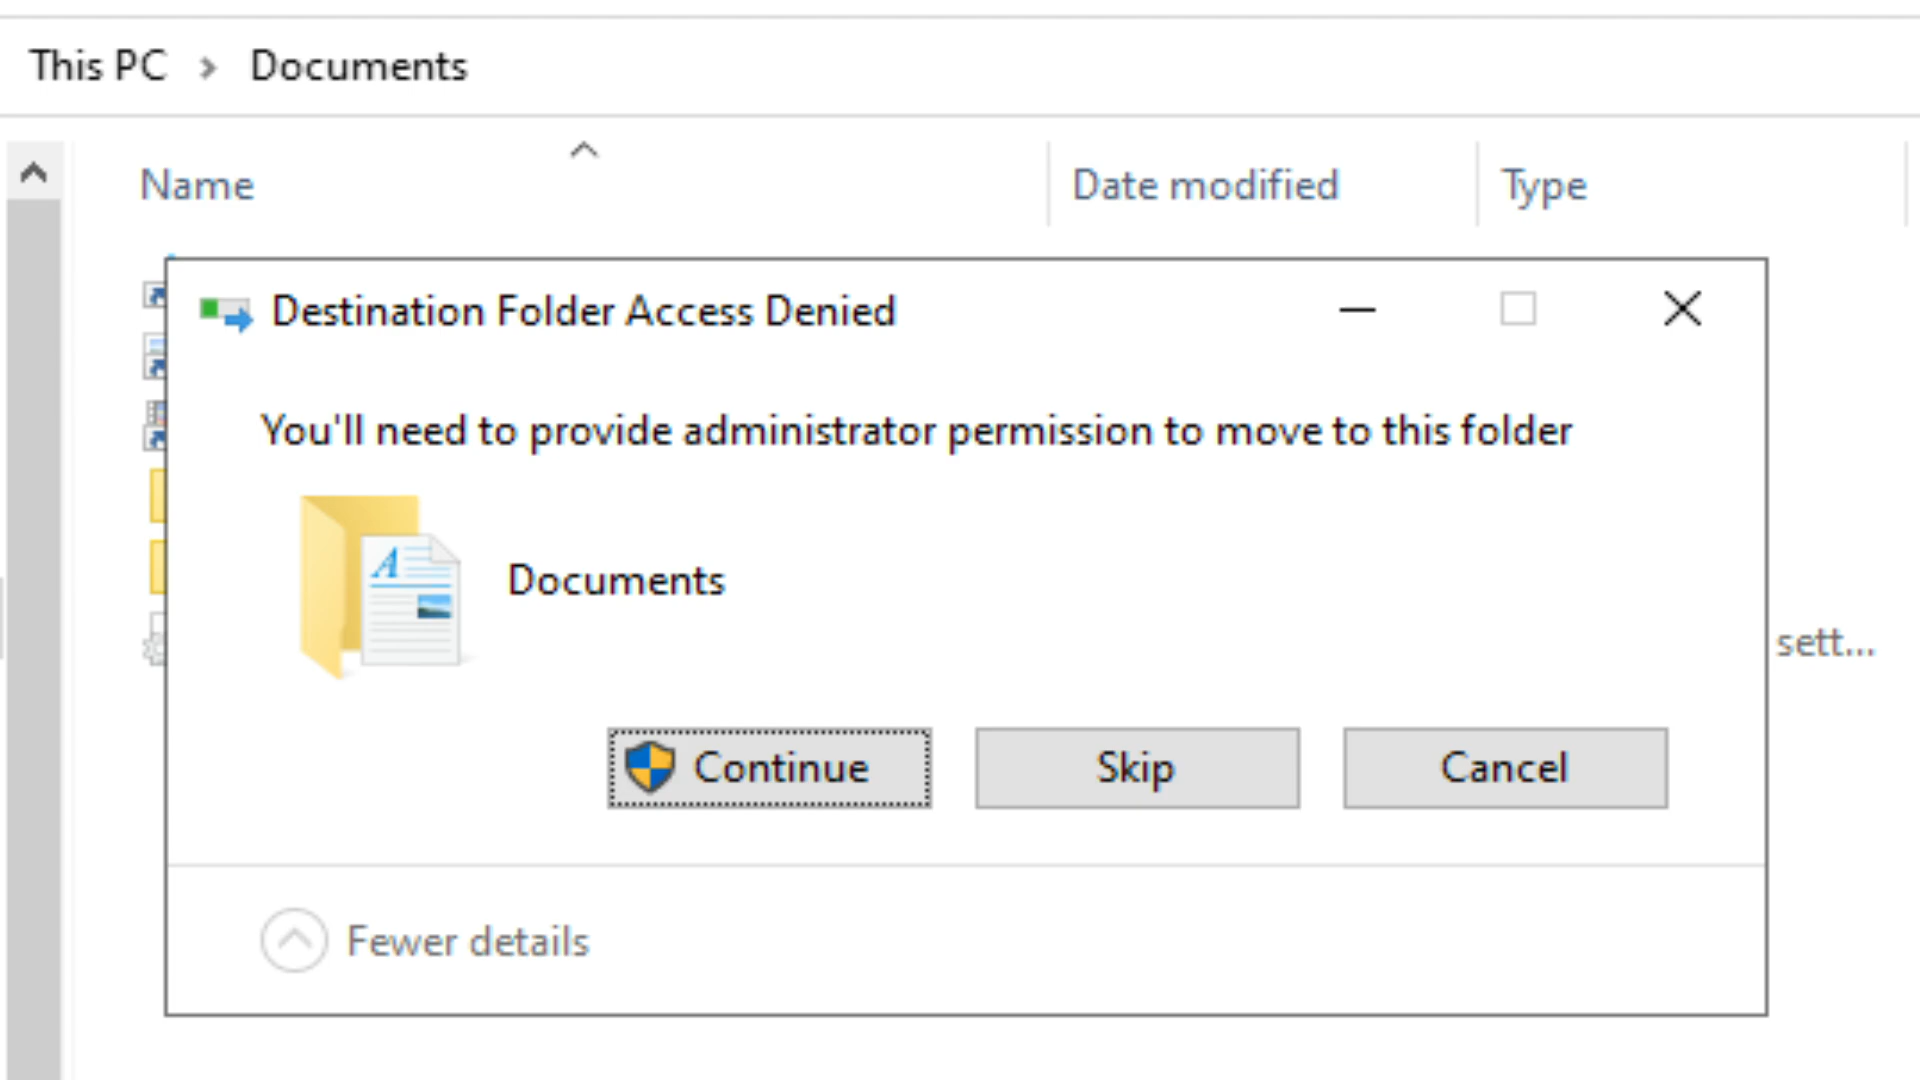 This PC > Documents
Name Date modified Type
Destination Folder Access Denied
You'll need to provide administrator permission to move to this folder
A
Documents
sett...
Continue Skip Cancel
Fewer details